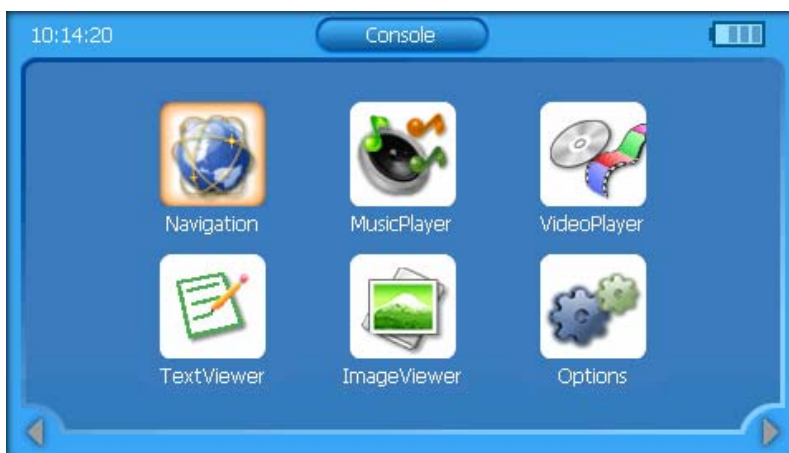 10:14:20
Console
Navigation
MusicPlayer
VideoPlayer
TextViewer
ImageViewer
Options